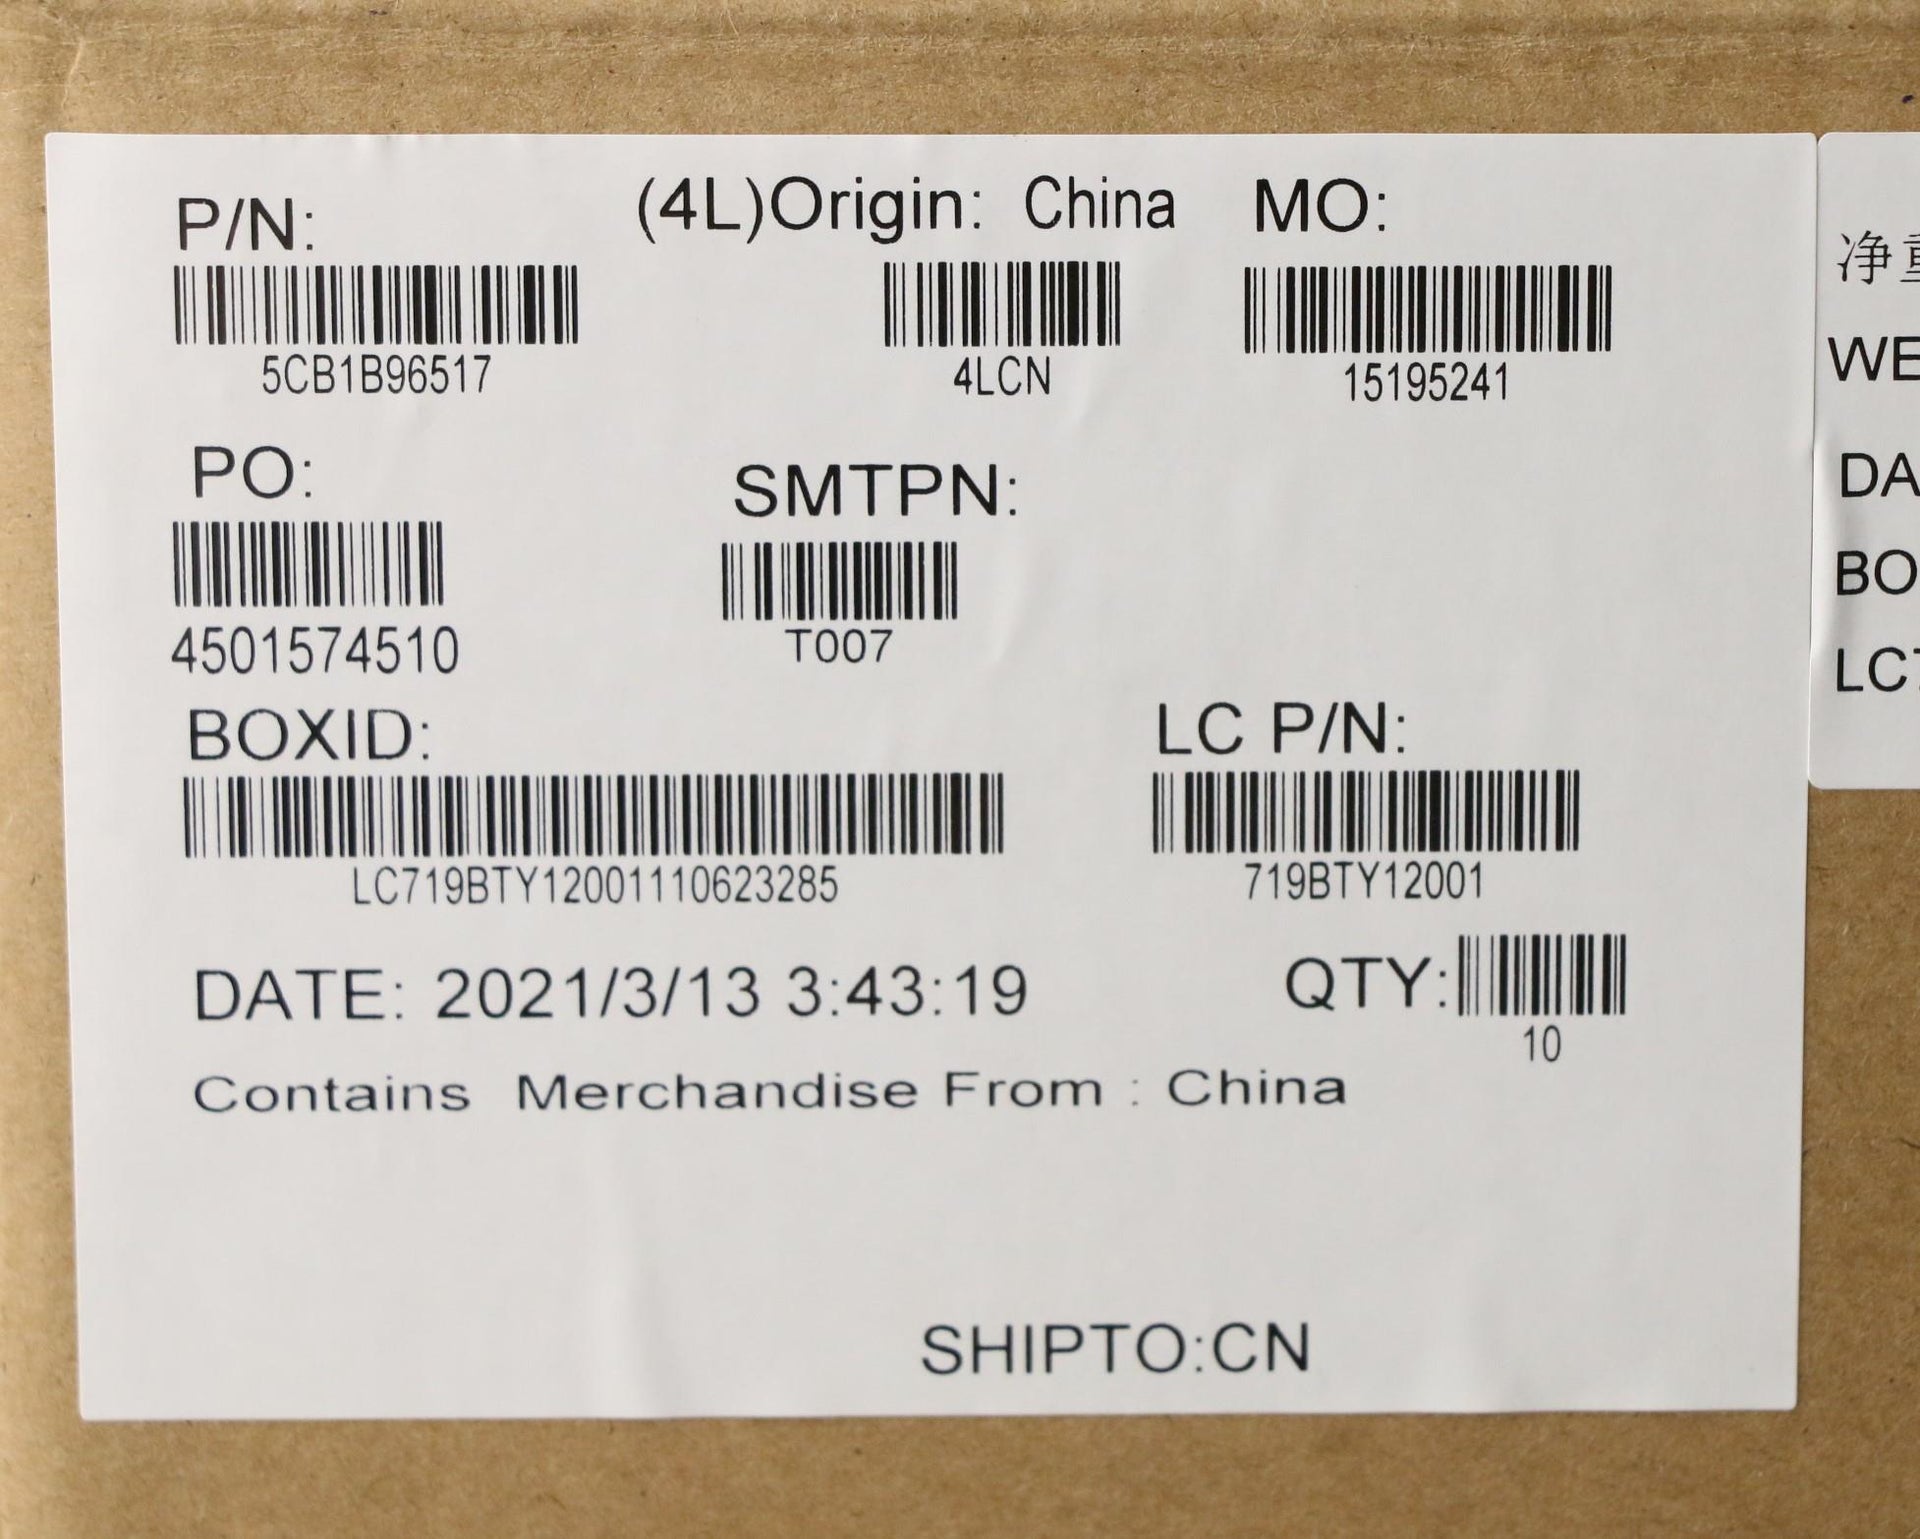 P/N: (4L)Origin: China MO:
5CB1B96517 4LCN 15195241
PO: SMTPN:
4501574510 T007
BOXID: LC P/N:
LC719BTY12001110623285 719BTY12001
DATE: 2021/3/13 3:43:19 QTY:
10
Contains Merchandise From : China
SHIPTO:CN
净
WE
DA
BO
LC